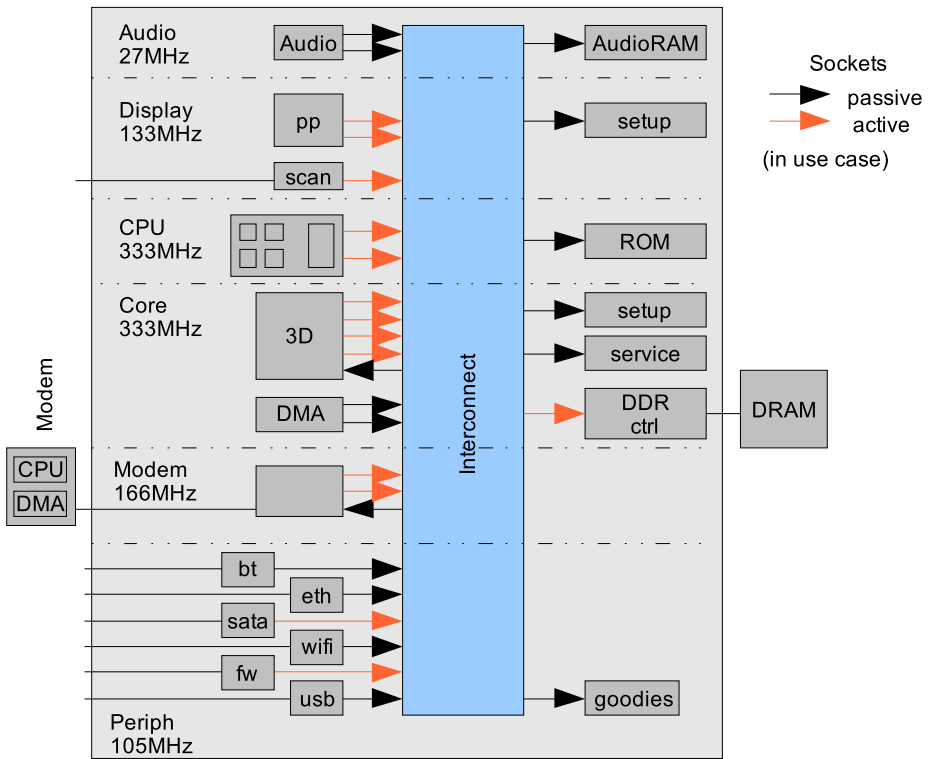 Audio
27MHz
Audio
AudioRAM
Sockets
passive
active
(in use case)
Display
133MHz
pp
setup
scan
CPU
333MHz
ROM
Core
333MHz
3D
setup
service
DMA
DDR
ctrl
DRAM
Interconnect
Modem
CPU
DMA
Modem
166MHz
bt
eth
sata
wifi
fw
usb
goodies
Periph
105MHz